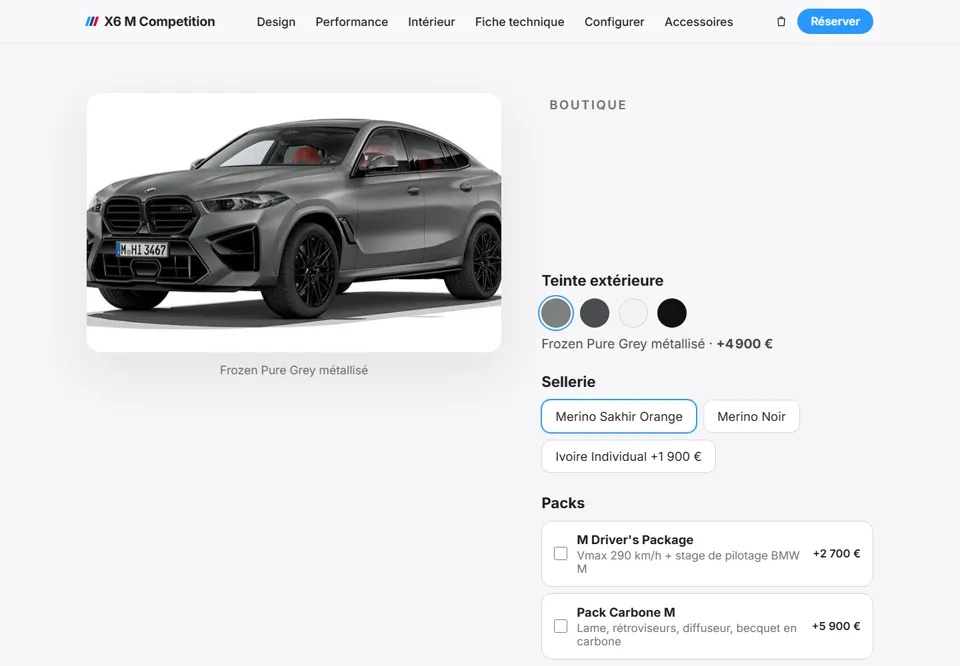 X6 M Competition
Design
Performance
Intérieur
Fiche technique
Configurer
Accessoires
Réserver
M HI 3467
Frozen Pure Grey métallisé
BOUTIQUE
Teinte extérieure
Frozen Pure Grey métallisé · +4 900 €
Sellerie
Merino Sakhir Orange
Merino Noir
Ivoire Individual +1 900 €
Packs
M Driver's Package
Vmax 290 km/h + stage de pilotage BMW
M
+2 700 €
Pack Carbone M
Lame, rétroviseurs, diffuseur, becquet en
carbone
+5 900 €